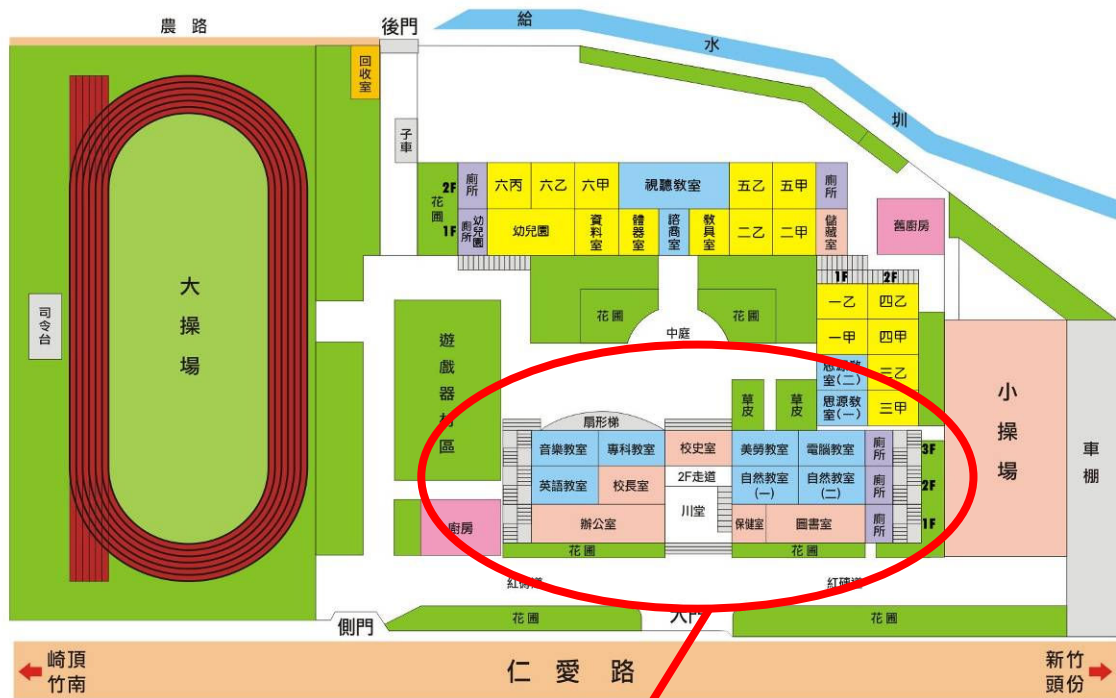 農路
後門
給水圳
回收室
子車
2F
花圃
1F
廁所
六丙
六乙
六甲
視聽教室
五乙
五甲
廁所
廁所
幼兒園
幼兒園
資料室
體器室
諮商室
教具室
二乙
二甲
儲藏室
舊廚房
1F
2F
一乙
四乙
一甲
四甲
思源教室(二)
三乙
思源教室(一)
三甲
大操場
司令台
遊戲器材區
花圃
花圃
中庭
草皮
草皮
小操場
車棚
扇形梯
音樂教室
專科教室
校史室
美勞教室
電腦教室
廁所
3F
英語教室
校長室
2F走道
自然教室(一)
自然教室(二)
廁所
2F
辦公室
川堂
保健室
圖書室
廁所
1F
廚房
花圃
花圃
紅磚道
紅磚道
側門
花圃
大門
花圃
崎頂
竹南
仁愛路
新竹
頭份